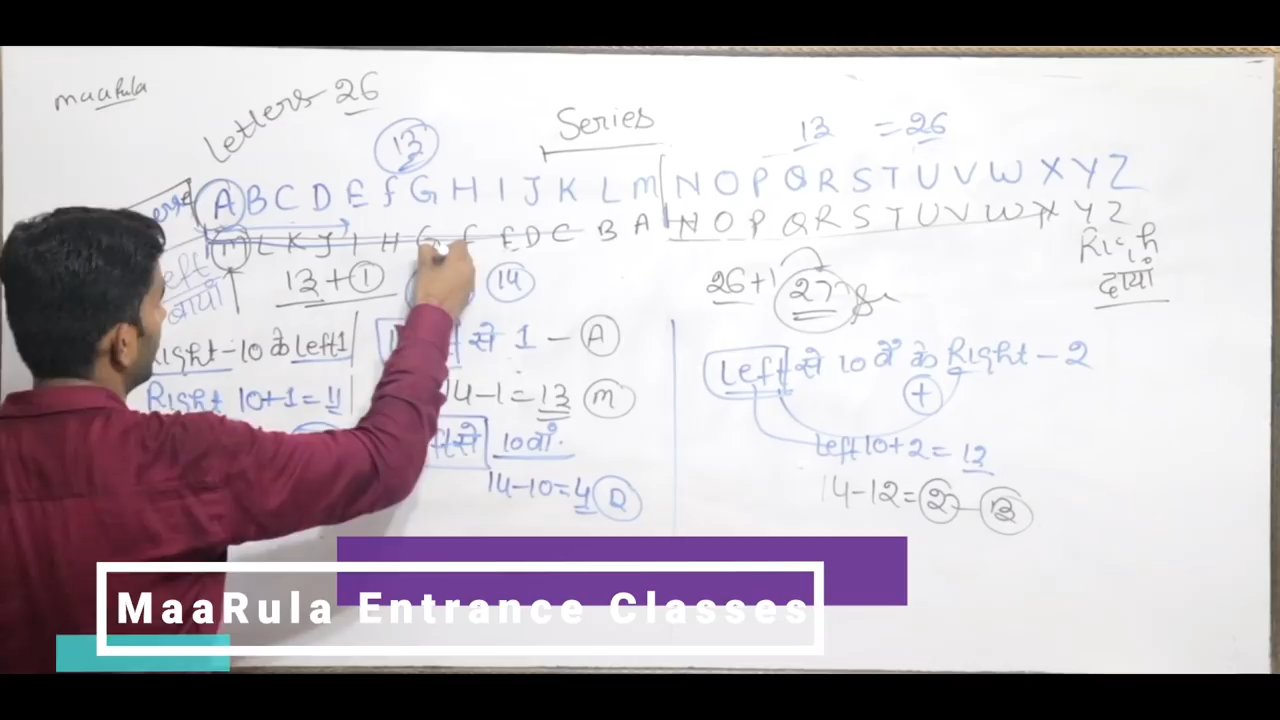 maarula
Letters 26
Series
13
13 = 26
A B C D E F G H I J K L M N O P Q R S T U V W X Y Z
M L K J I H G F E D C B A N O P Q R S T U V W X Y Z
Left
बायां
Right
दायां
13+1
14
26+1 27
Right-10 के Left 1
Right 10+1=11
से 1 - A
14-1=13 M
से 10वां
14-10=4 D
Left से 10वें के Right-2
+
Left 10+2=12
14-12=2 B
MaaRula Entrance Classes